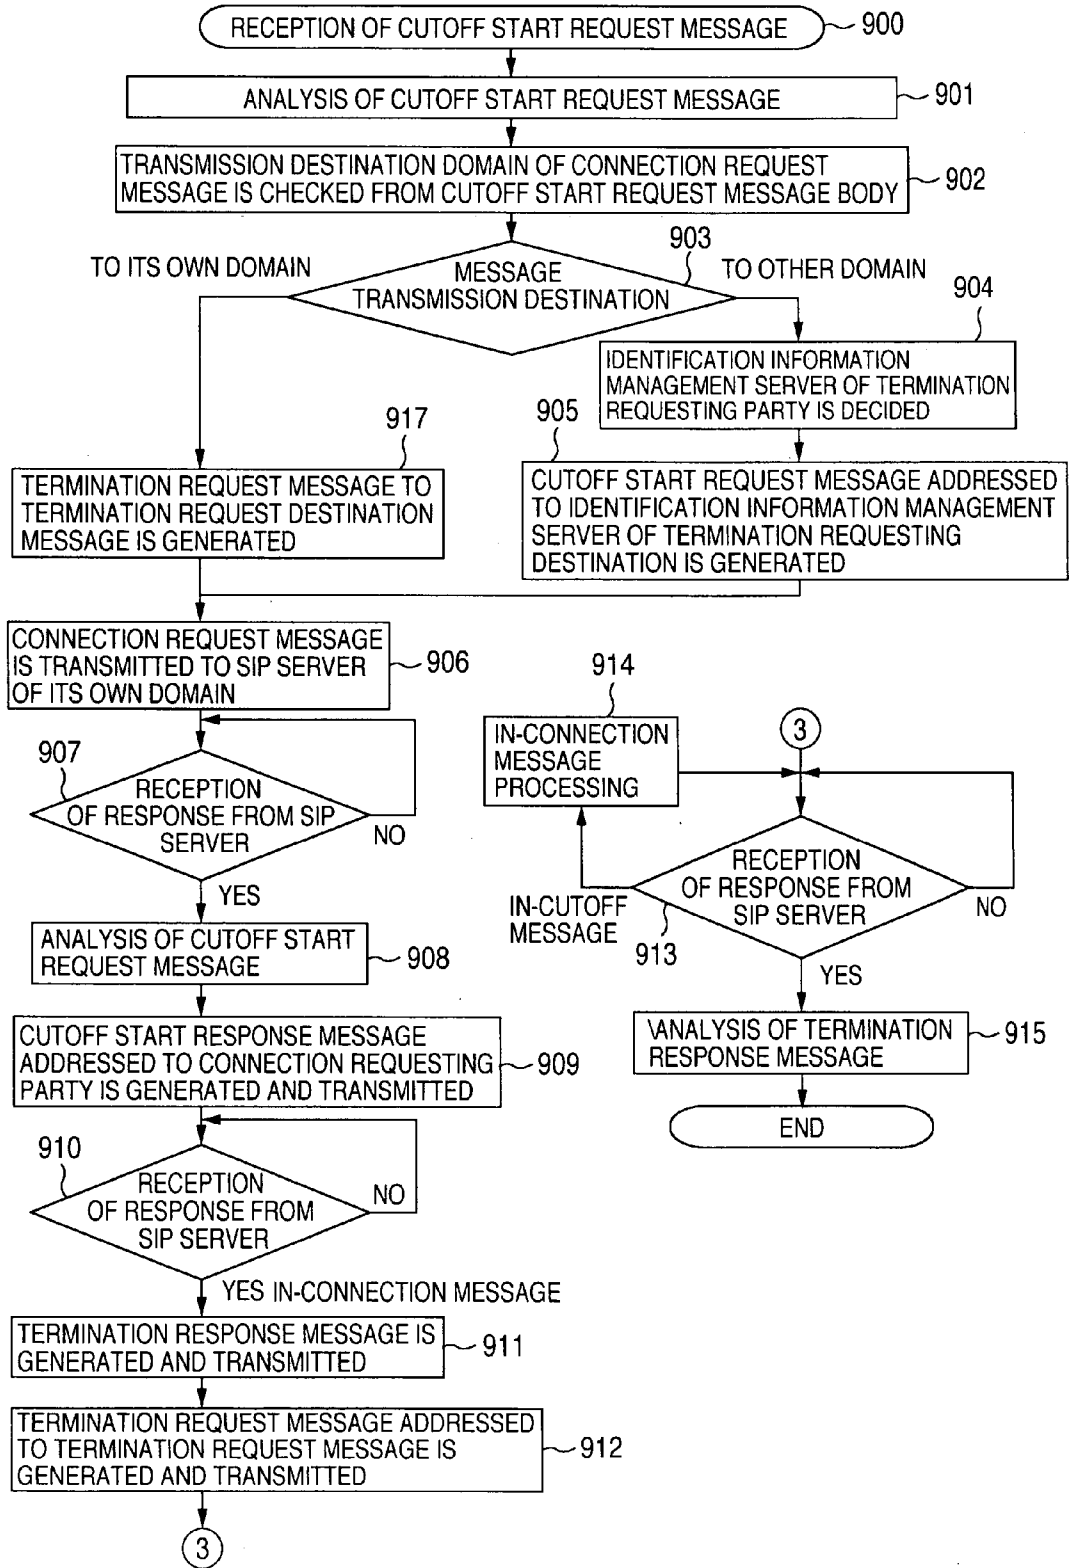 RECEPTION OF CUTOFF START REQUEST MESSAGE
900
ANALYSIS OF CUTOFF START REQUEST MESSAGE
901
TRANSMISSION DESTINATION DOMAIN OF CONNECTION REQUEST
MESSAGE IS CHECKED FROM CUTOFF START REQUEST MESSAGE BODY
902
903
TO ITS OWN DOMAIN
MESSAGE
TRANSMISSION DESTINATION
TO OTHER DOMAIN
904
IDENTIFICATION INFORMATION
MANAGEMENT SERVER OF TERMINATION
REQUESTING PARTY IS DECIDED
905
917
TERMINATION REQUEST MESSAGE TO
TERMINATION REQUEST DESTINATION
MESSAGE IS GENERATED
CUTOFF START REQUEST MESSAGE ADDRESSED
TO IDENTIFICATION INFORMATION MANAGEMENT
SERVER OF TERMINATION REQUESTING
DESTINATION IS GENERATED
CONNECTION REQUEST MESSAGE
IS TRANSMITTED TO SIP SERVER
OF ITS OWN DOMAIN
906
907
RECEPTION
OF RESPONSE FROM SIP
SERVER
NO
YES
ANALYSIS OF CUTOFF START
REQUEST MESSAGE
908
CUTOFF START RESPONSE MESSAGE
ADDRESSED TO CONNECTION REQUESTING
PARTY IS GENERATED AND TRANSMITTED
909
910
RECEPTION
OF RESPONSE FROM
SIP SERVER
NO
YES IN-CONNECTION MESSAGE
TERMINATION RESPONSE MESSAGE IS
GENERATED AND TRANSMITTED
911
TERMINATION REQUEST MESSAGE ADDRESSED
TO TERMINATION REQUEST MESSAGE IS
GENERATED AND TRANSMITTED
912
3
914
3
IN-CONNECTION
MESSAGE
PROCESSING
RECEPTION
OF RESPONSE FROM
SIP SERVER
NO
IN-CUTOFF
MESSAGE
913
YES
\ANALYSIS OF TERMINATION
RESPONSE MESSAGE
915
END